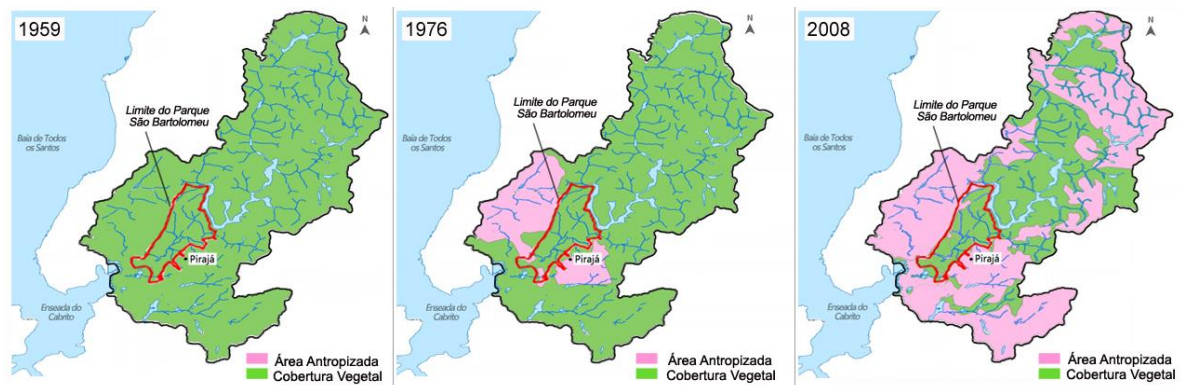 1959
N
Limite do Parque
São Bartolomeu
Baía de Todos
os Santos
Pirajá
Enseada do
Cabrito
Área Antropizada
Cobertura Vegetal
1976
N
Limite do Parque
São Bartolomeu
Baía de Todos
os Santos
Pirajá
Enseada do
Cabrito
Área Antropizada
Cobertura Vegetal
2008
N
Limite do Parque
São Bartolomeu
Baía de Todos
os Santos
Pirajá
Enseada do
Cabrito
Área Antropizada
Cobertura Vegetal